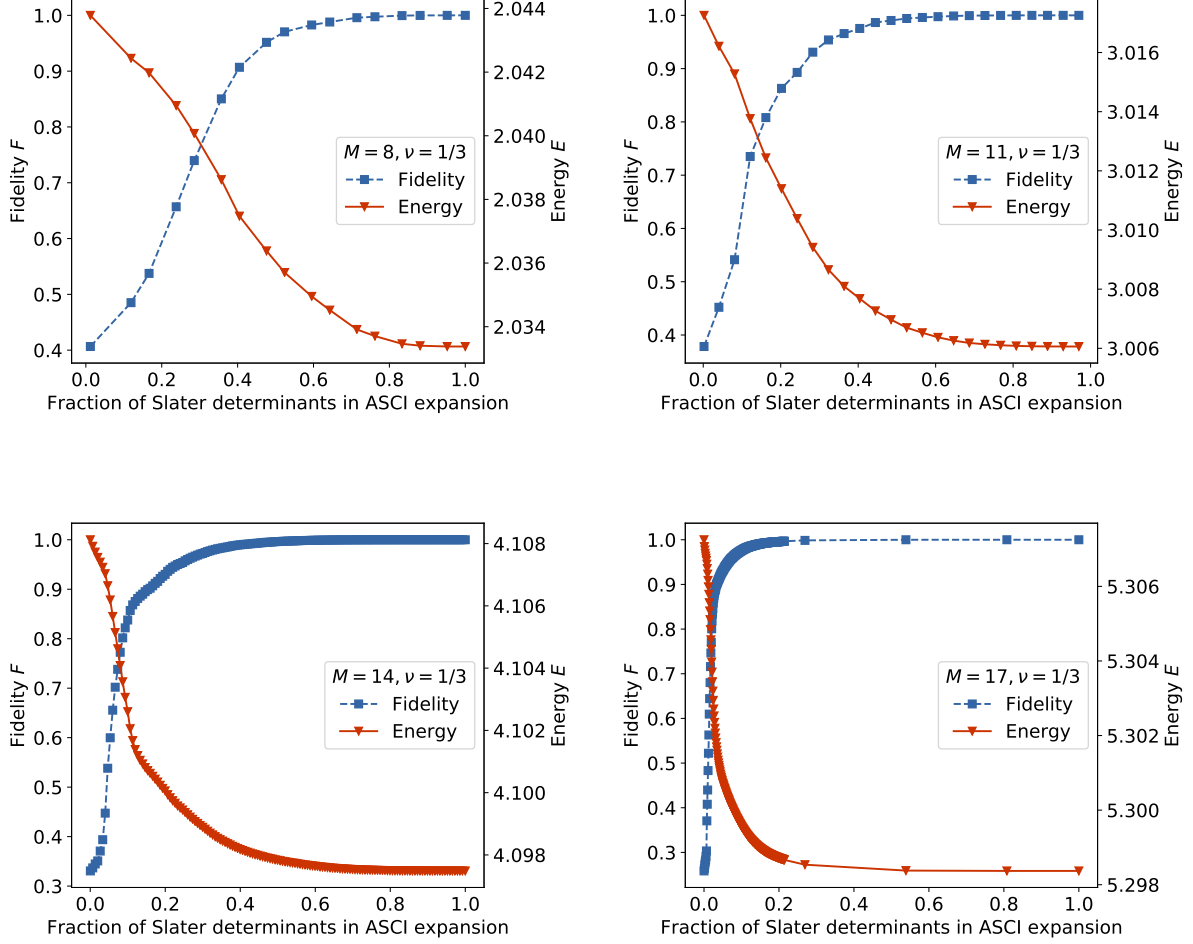 1.0
0.9
0.8
0.7
0.6
0.5
0.4
Fidelity F
2.044
2.042
2.040
2.038
2.036
2.034
Energy E
M = 8, ν = 1/3
Fidelity
Energy
0.0 0.2 0.4 0.6 0.8 1.0
Fraction of Slater determinants in ASCI expansion
1.0
0.9
0.8
0.7
0.6
0.5
0.4
Fidelity F
3.016
3.014
3.012
3.010
3.008
3.006
Energy E
M = 11, ν = 1/3
Fidelity
Energy
0.0 0.2 0.4 0.6 0.8 1.0
Fraction of Slater determinants in ASCI expansion
1.0
0.9
0.8
0.7
0.6
0.5
0.4
0.3
Fidelity F
4.108
4.106
4.104
4.102
4.100
4.098
Energy E
M = 14, ν = 1/3
Fidelity
Energy
0.0 0.2 0.4 0.6 0.8 1.0
Fraction of Slater determinants in ASCI expansion
1.0
0.9
0.8
0.7
0.6
0.5
0.4
0.3
Fidelity F
5.306
5.304
5.302
5.300
5.298
Energy E
M = 17, ν = 1/3
Fidelity
Energy
0.0 0.2 0.4 0.6 0.8 1.0
Fraction of Slater determinants in ASCI expansion